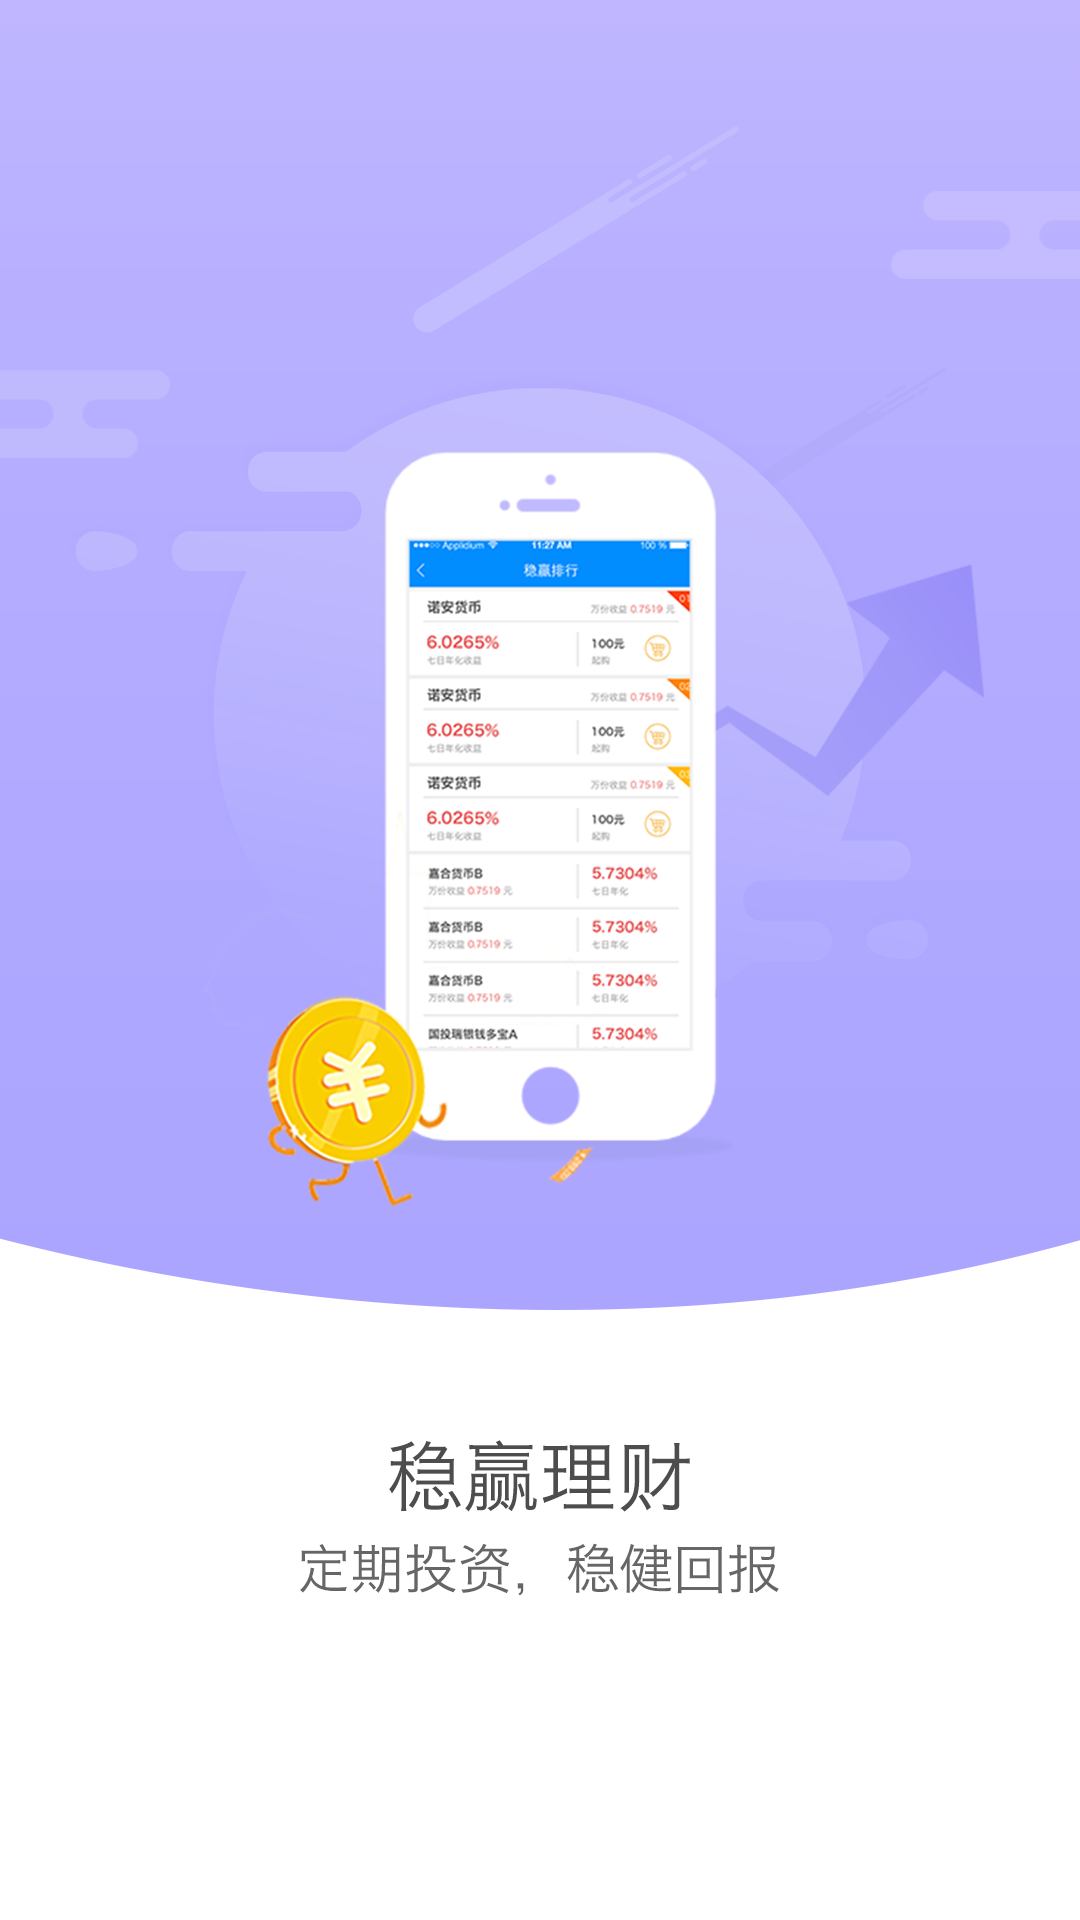 Applidium 11:27 AM 100 %
稳赢排行
诺安货币 万份收益 0.7519 元 01
6.0265% 100元
七日年化收益 起购
诺安货币 万份收益 0.7519 元 02
6.0265% 100元
七日年化收益 起购
诺安货币 万份收益 0.7519 元 03
6.0265% 100元
七日年化收益 起购
嘉合货币B 5.7304%
万份收益 0.7519 元 七日年化
嘉合货币B 5.7304%
万份收益 0.7519 元 七日年化
嘉合货币B 5.7304%
万份收益 0.7519 元 七日年化
国投瑞银钱多宝A 5.7304%
¥
稳赢理财
定期投资，稳健回报